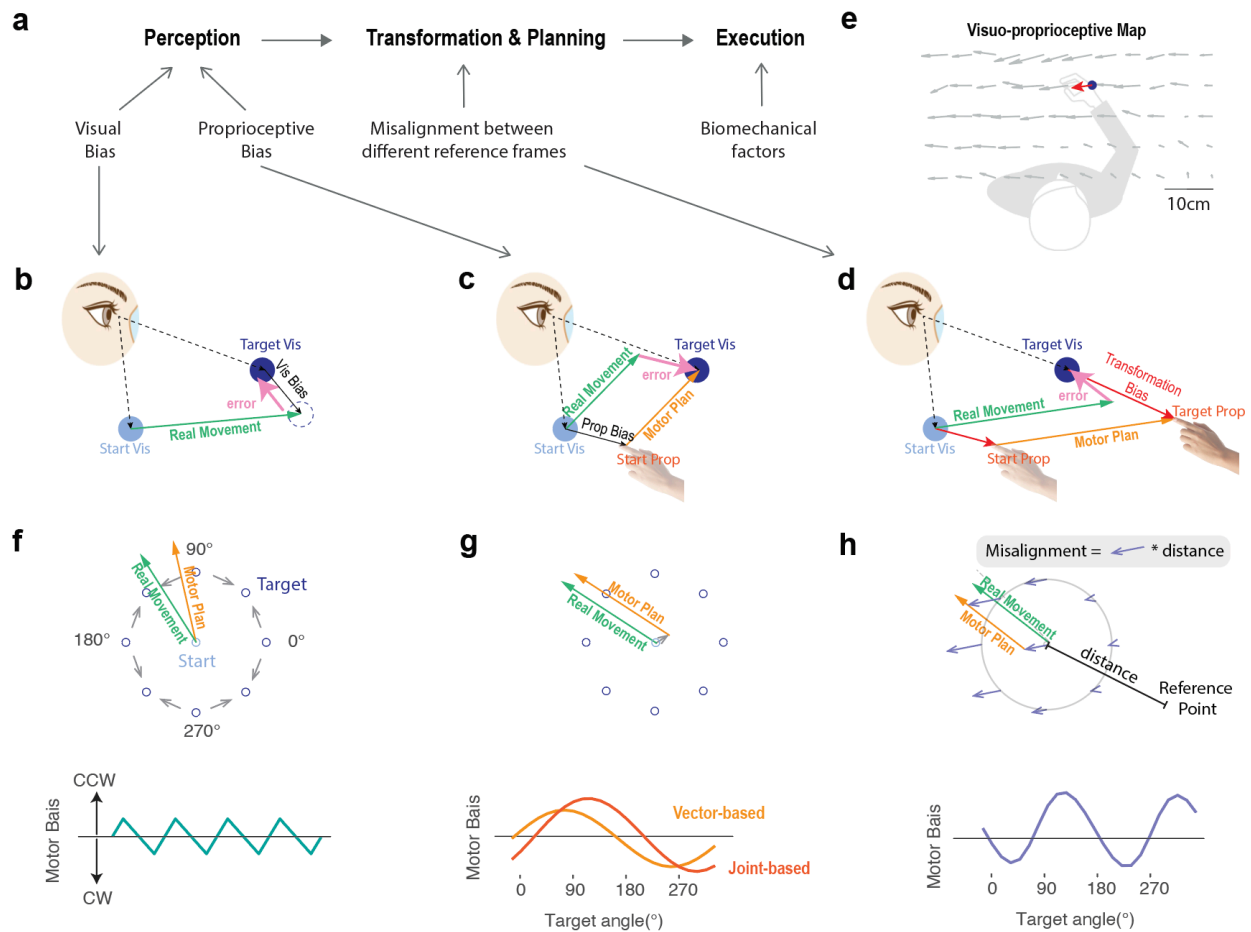 a
Perception
Transformation & Planning
Execution
Visual
Bias
Proprioceptive
Bias
Misalignment between
different reference frames
Biomechanical
factors
e
Visuo-proprioceptive Map
10cm
b
Target Vis
Vis Bias
error
Real Movement
Start Vis
c
Target Vis
Real Movement
error
Motor Plan
Prop Bias
Start Vis
Start Prop
d
Target Vis
Transformation
Bias
error
Real Movement
Target Prop
Motor Plan
Start Vis
Start Prop
f
90°
Target
Real Movement
Motor Plan
180°
0°
Start
270°
Motor Bais
CCW
CW
g
Motor Plan
Real Movement
Motor Bais
Vector-based
Joint-based
0
90
180
270
Target angle(°)
h
Misalignment = * distance
Real Movement
Motor Plan
distance
Reference
Point
Motor Bais
0
90
180
270
Target angle(°)